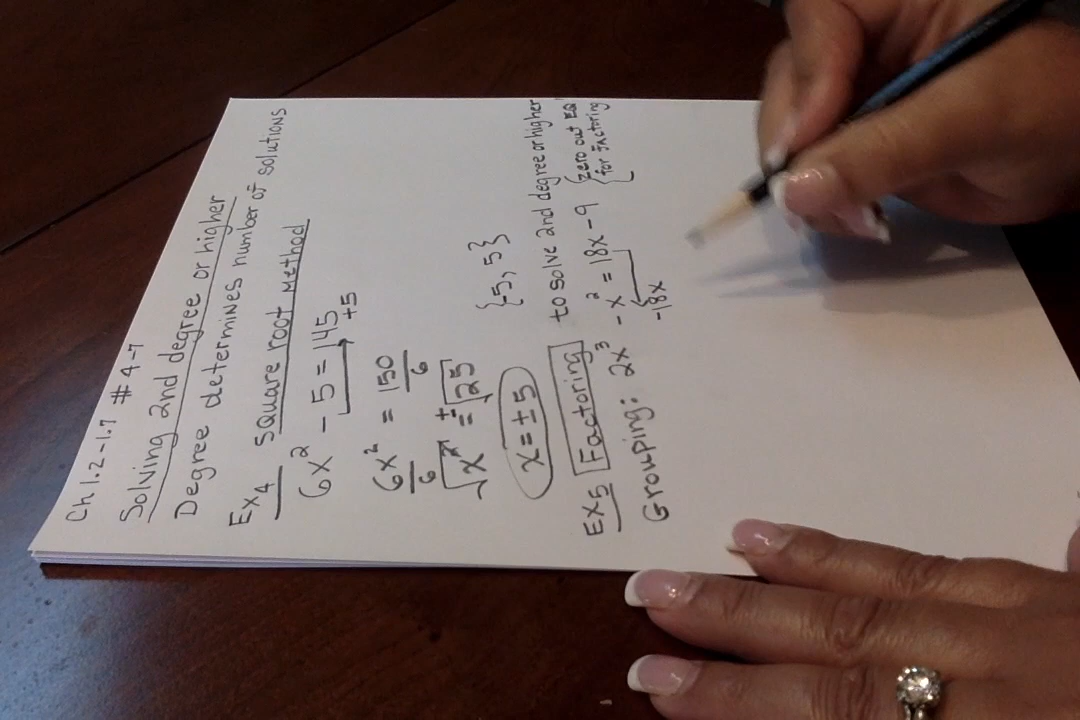 Ch 1.2-1.7 # 4-7
Solving 2nd degree or higher
Degree determines number of solutions
Ex4 square root method
6x² - 5 = 145
+5
6x² = 150
6 6
√x² = ±√25
x = ±5 {5, 5}
Ex5 Factoring to solve 2nd degree or higher
Grouping: 2x³ - x² = 18x - 9 {zero out EQ
for factoring
-18x